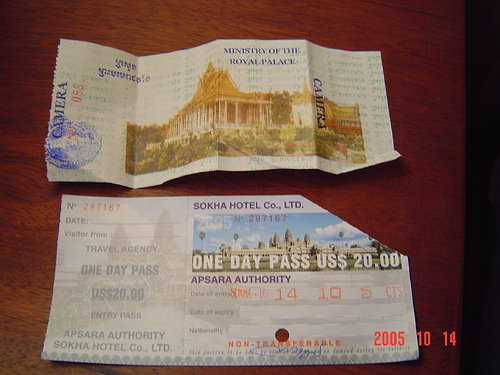 MINISTRY OF THE
ROYAL PALACE
CAMERA
088
CAMERA
Nº 287167
DATE:
Visitor from :
TRAVEL AGENCY
ONE DAY PASS
US$20.00
ENTRY PASS
APSARA AUTHORITY
SOKHA HOTEL Co., LTD.
SOKHA HOTEL Co., LTD.
Nº 287167
ONE DAY PASS US$ 20.00
APSARA AUTHORITY
Date of entry 14 10 5
Date of expiry :
Nationality :
NON-TRANSFERABLE
2005 10 14